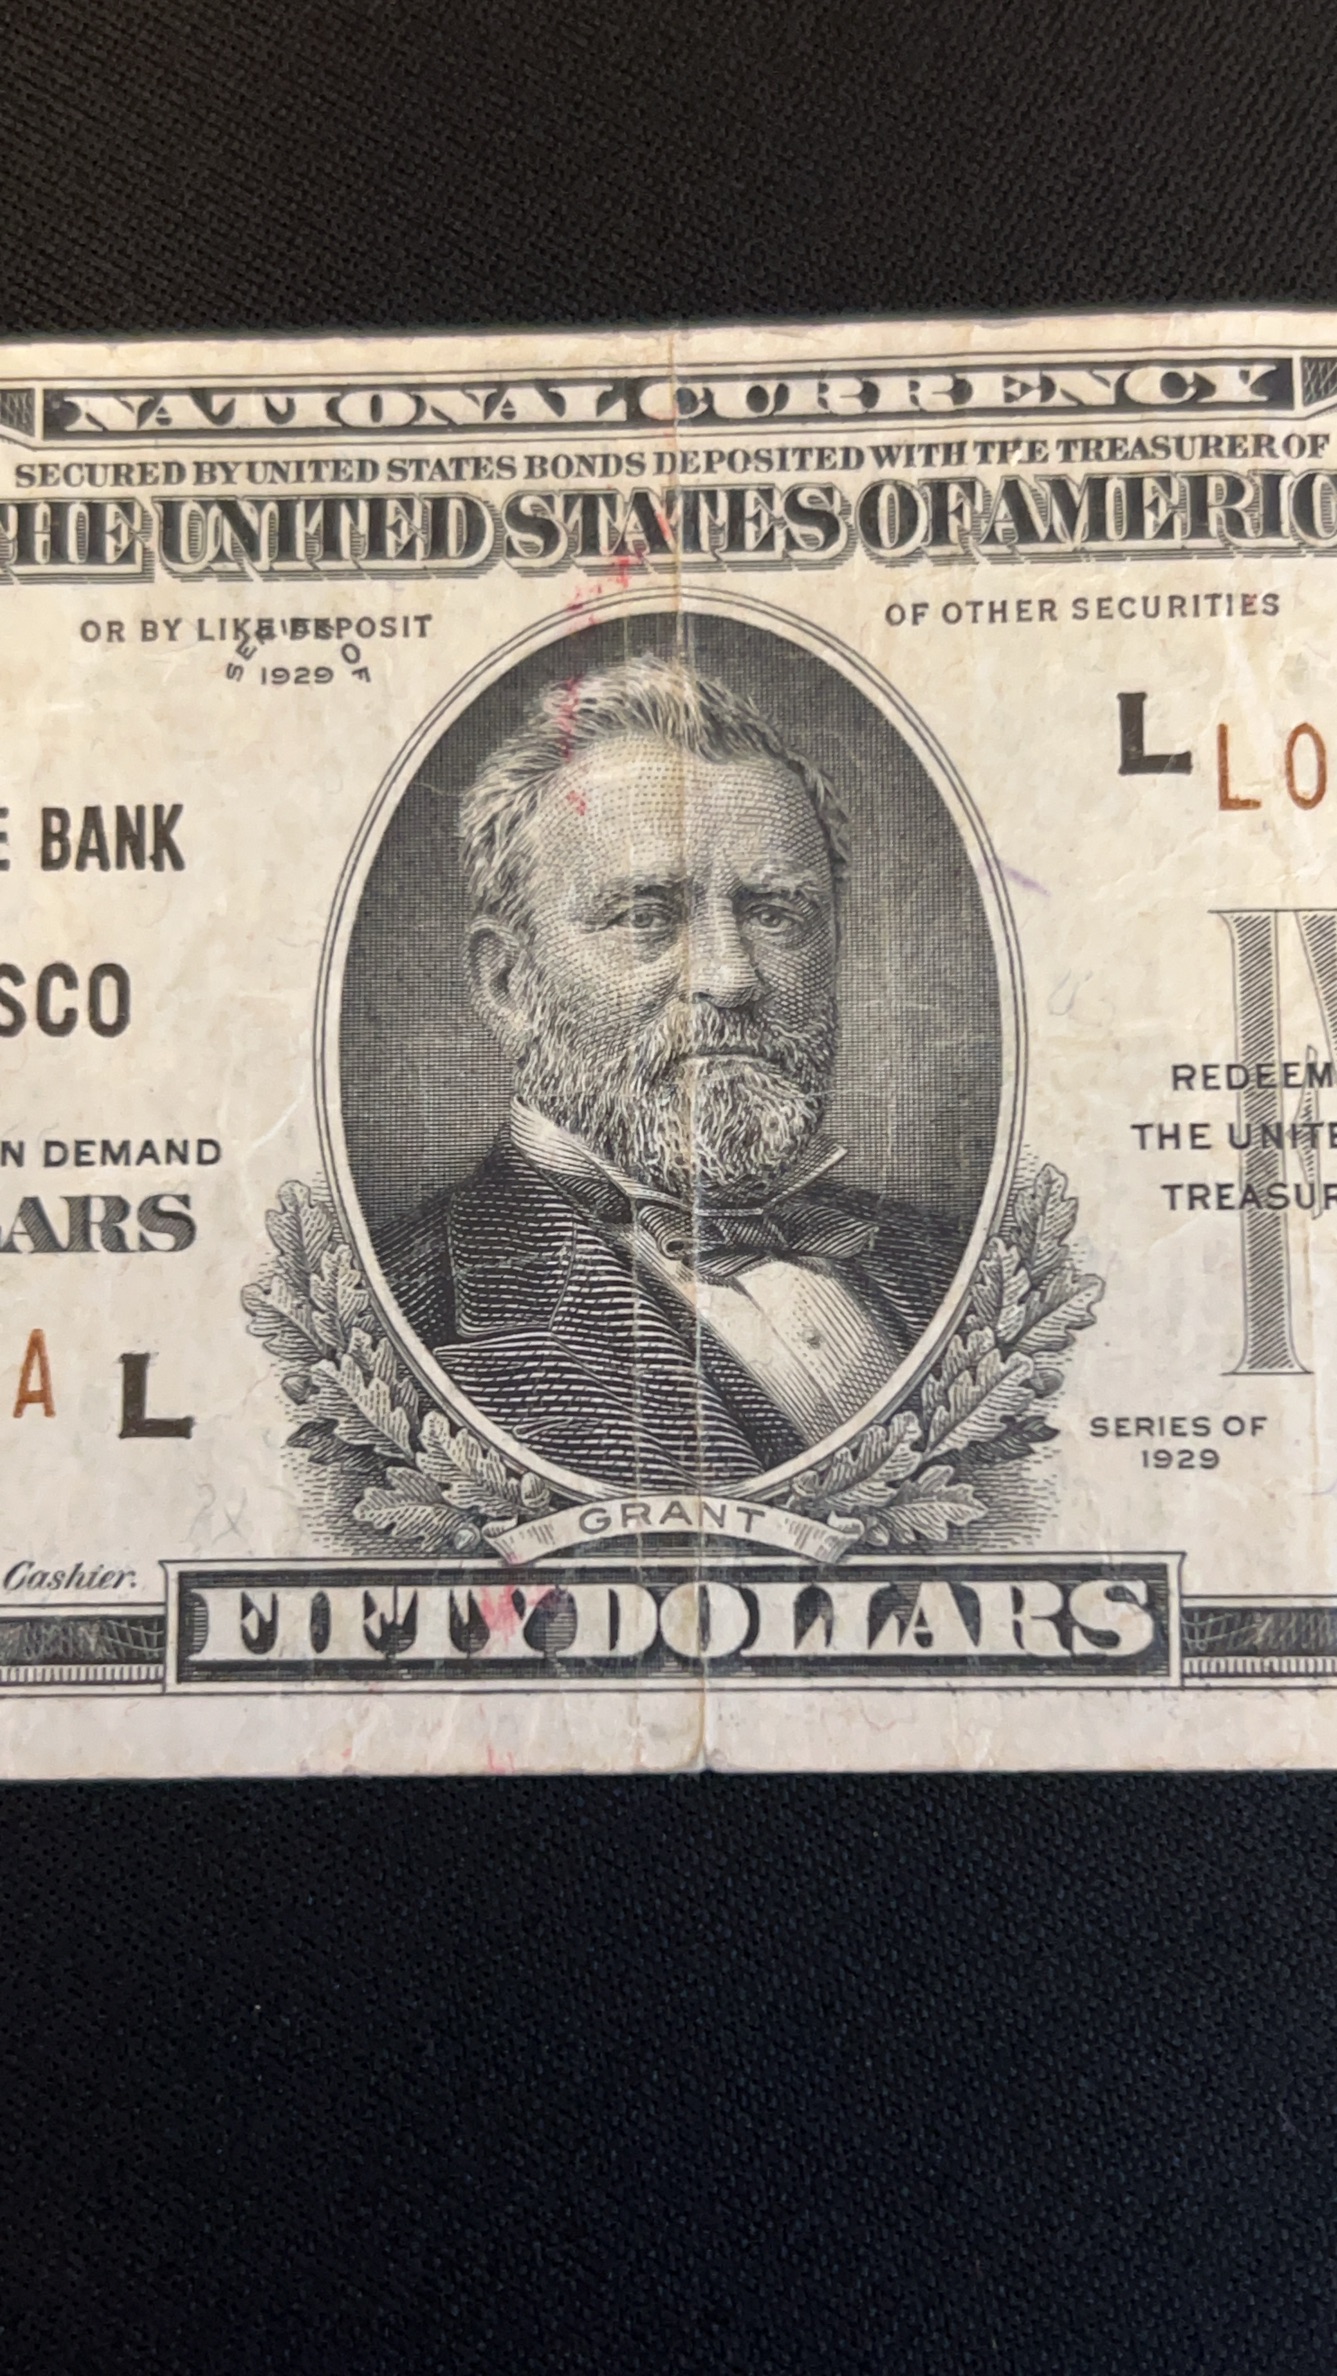 NATIONAL CURRENCY
SECURED BY UNITED STATES BONDS DEPOSITED WITH THE TREASURER OF
HE UNITED STATES OF AMERIC
OR BY LIKE DEPOSIT
OF OTHER SECURITIES
SERIES OF
1929
L
LO
E BANK
SCO
REDEEM
N DEMAND
THE UNITE
ARS
TREASUR
A
L
SERIES OF
1929
GRANT
Cashier.
FIFTY DOLLARS